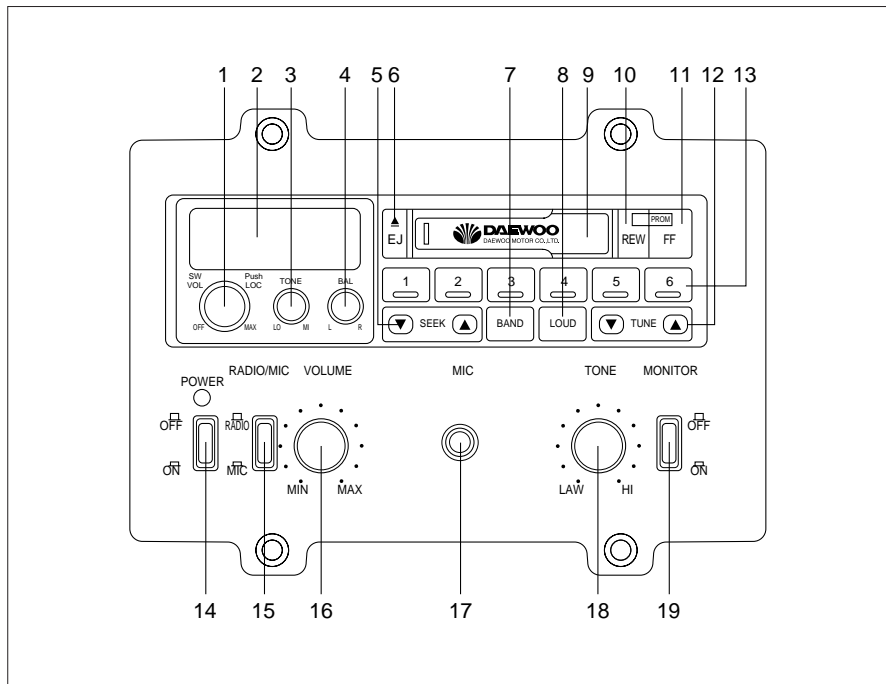 1 2 3 4 5 6 7 8 9 10 11 12 13
EJ
DAEWOO
DAEWOO MOTOR CO.,LTD.
PROM
REW FF
SW Push
VOL LOC
TONE BAL
OFF MAX LO MI L R
1 2 3 4 5 6
SEEK BAND LOUD TUNE
POWER RADIO/MIC VOLUME MIC TONE MONITOR
OFF RADIO OFF
ON MIC ON
MIN MAX LAW HI
14 15 16 17 18 19